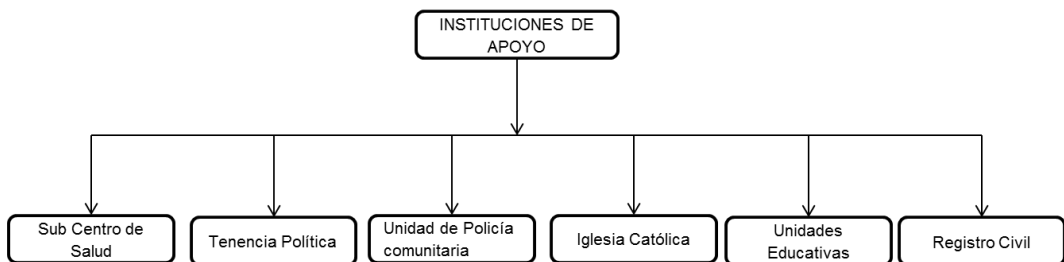 INSTITUCIONES DE
APOYO
Sub Centro de
Salud
Tenencia Política
Unidad de Policía
comunitaria
Iglesia Católica
Unidades
Educativas
Registro Civil